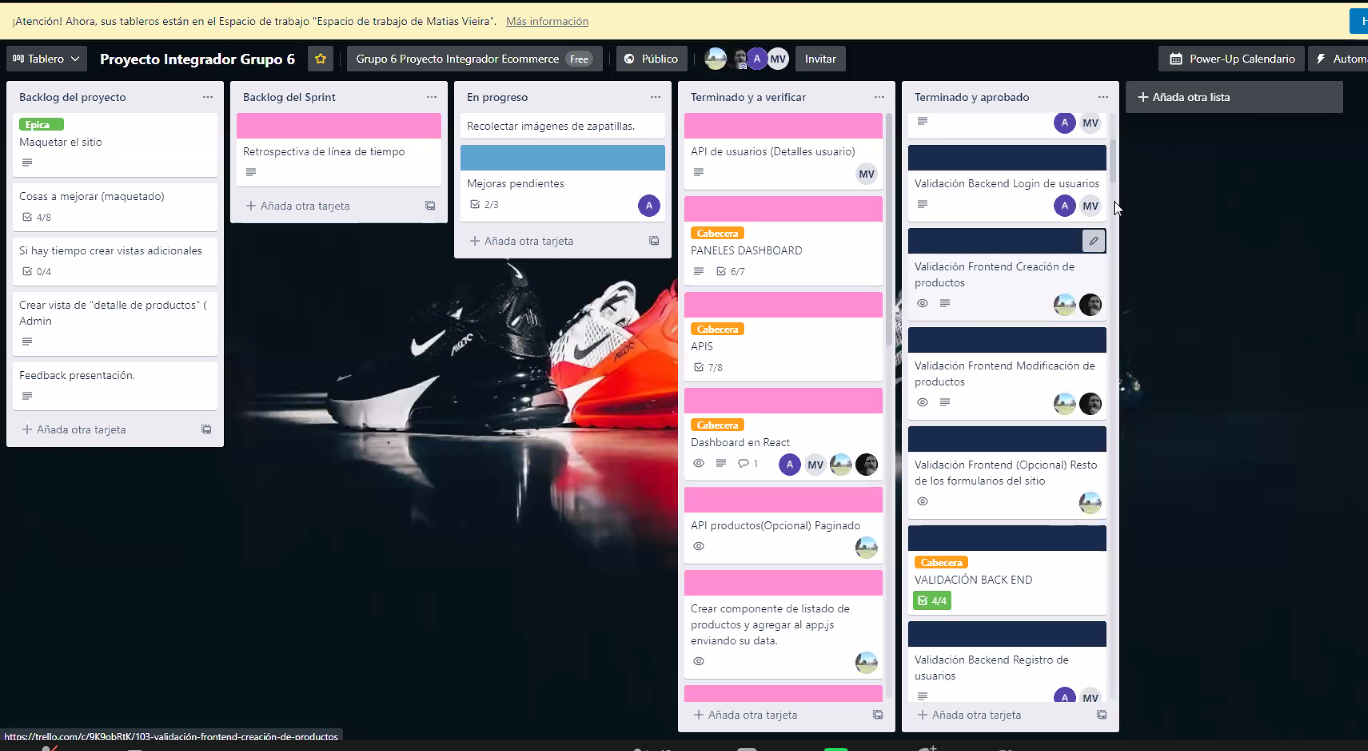 ¡Atención! Ahora, sus tableros están en el Espacio de trabajo "Espacio de trabajo de Matias Vieira". Más información
Tablero
Proyecto Integrador Grupo 6
Grupo 6 Proyecto Integrador Ecommerce Free
Público
A
MV
Invitar
Power-Up Calendario
Autom
Backlog del proyecto
Epica
Maquetar el sitio
Cosas a mejorar (maquetado)
4/8
Si hay tiempo crear vistas adicionales
0/4
Crear vista de "detalle de productos" (
Admin
Feedback presentación.
+ Añada otra tarjeta
Backlog del Sprint
Retrospectiva de línea de tiempo
+ Añada otra tarjeta
En progreso
Recolectar imágenes de zapatillas.
Mejoras pendientes
2/3
A
+ Añada otra tarjeta
Terminado y a verificar
API de usuarios (Detalles usuario)
MV
Cabecera
PANELES DASHBOARD
6/7
Cabecera
APIS
7/8
Cabecera
Dashboard en React
1
A
MV
API productos(Opcional) Paginado
Crear componente de listado de
productos y agregar al app.js
enviando su data.
+ Añada otra tarjeta
Terminado y aprobado
A
MV
Validación Backend Login de usuarios
A
MV
Validación Frontend Creación de
productos
Validación Frontend Modificación de
productos
Validación Frontend (Opcional) Resto
de los formularios del sitio
Cabecera
VALIDACIÓN BACK END
4/4
Validación Backend Registro de
usuarios
A
MV
+ Añada otra tarjeta
+ Añada otra lista
https://trello.com/c/9K9obRtK/103-validación-frontend-creación-de-productos